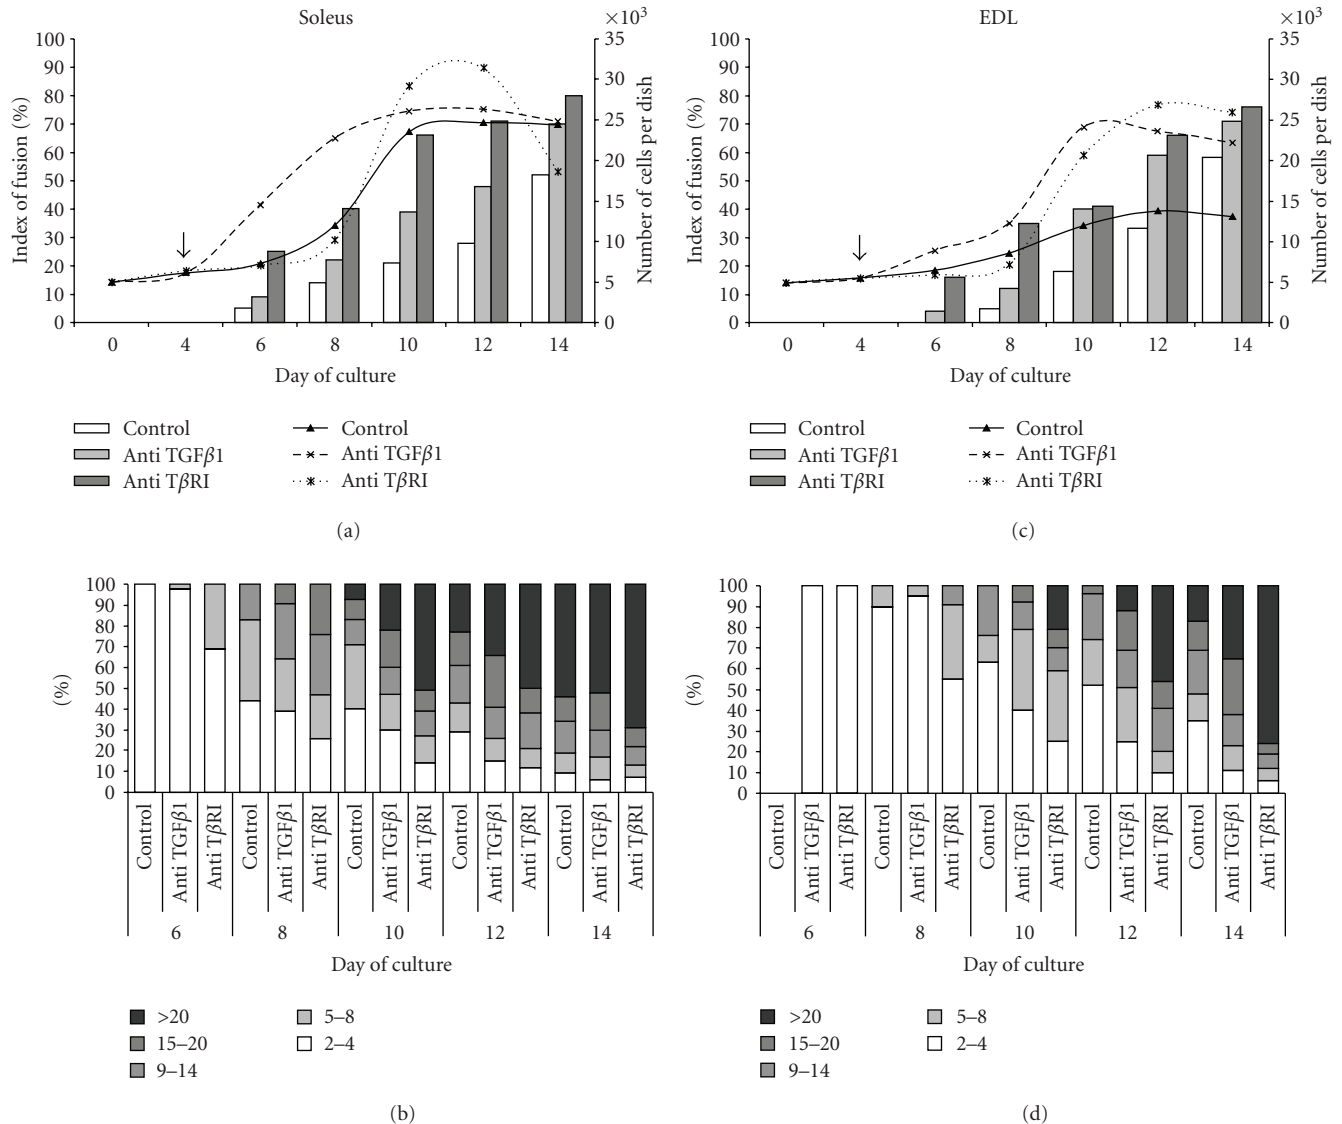 Soleus
×10³
100
90
80
70
60
50
40
30
20
10
0
Index of fusion (%)
35
30
25
20
15
10
5
0
Number of cells per dish
0 4 6 8 10 12 14
Day of culture
Control
Anti TGFβ1
Anti TβRI
Control
Anti TGFβ1
Anti TβRI
(a)
EDL
×10³
100
90
80
70
60
50
40
30
20
10
0
Index of fusion (%)
35
30
25
20
15
10
5
0
Number of cells per dish
0 4 6 8 10 12 14
Day of culture
Control
Anti TGFβ1
Anti TβRI
Control
Anti TGFβ1
Anti TβRI
(c)
100
90
80
70
60
50
40
30
20
10
0
(%)
Control
Anti TGFβ1
Anti TβRI
Control
Anti TGFβ1
Anti TβRI
Control
Anti TGFβ1
Anti TβRI
Control
Anti TGFβ1
Anti TβRI
Control
Anti TGFβ1
Anti TβRI
6 8 10 12 14
Day of culture
>20
15–20
9–14
5–8
2–4
(b)
100
90
80
70
60
50
40
30
20
10
0
(%)
Control
Anti TGFβ1
Anti TβRI
Control
Anti TGFβ1
Anti TβRI
Control
Anti TGFβ1
Anti TβRI
Control
Anti TGFβ1
Anti TβRI
Control
Anti TGFβ1
Anti TβRI
6 8 10 12 14
Day of culture
>20
15–20
9–14
5–8
2–4
(d)